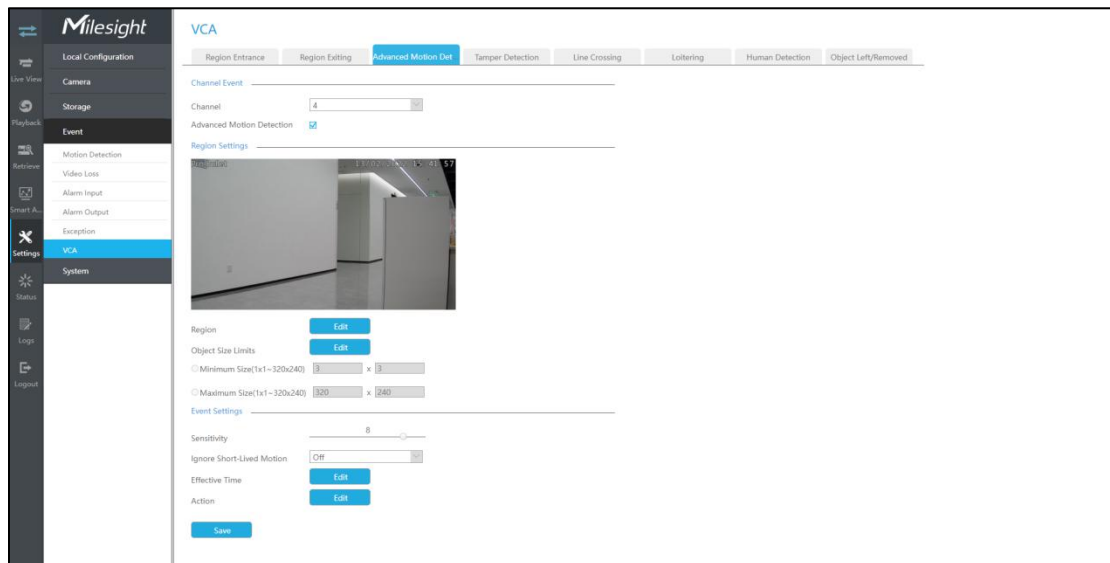 Milesight
VCA
Local Configuration
Region Entrance Region Exiting Advanced Motion Det Tamper Detection Line Crossing Loitering Human Detection Object Left/Removed
Live View
Camera
Channel Event
Playback
Storage
Channel 4
Event
Advanced Motion Detection
Retrieve
Motion Detection
Region Settings
Video Loss
Smart A...
Alarm Input
Alarm Output
Settings
Exception
VCA
Status
System
Logs
Region Edit
Object Size Limits Edit
Logout
Minimum Size(1x1~320x240) 3 x 3
Maximum Size(1x1~320x240) 320 x 240
Event Settings
Sensitivity 8
Ignore Short-Lived Motion Off
Effective Time Edit
Action Edit
Save